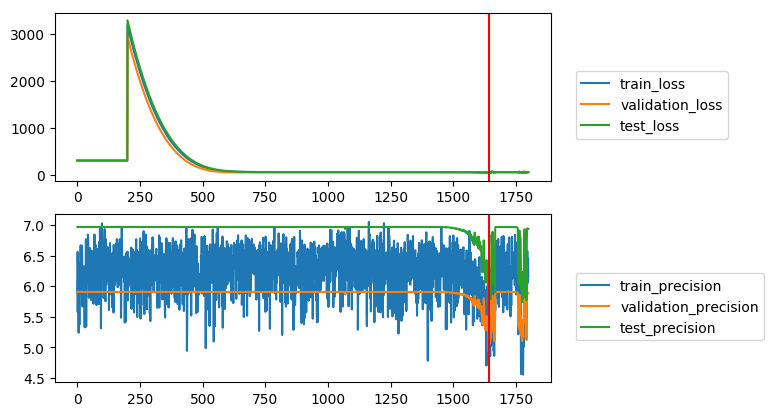 3000
2000
1000
0
0 250 500 750 1000 1250 1500 1750
train_loss
validation_loss
test_loss
7.0
6.5
6.0
5.5
5.0
4.5
0 250 500 750 1000 1250 1500 1750
train_precision
validation_precision
test_precision